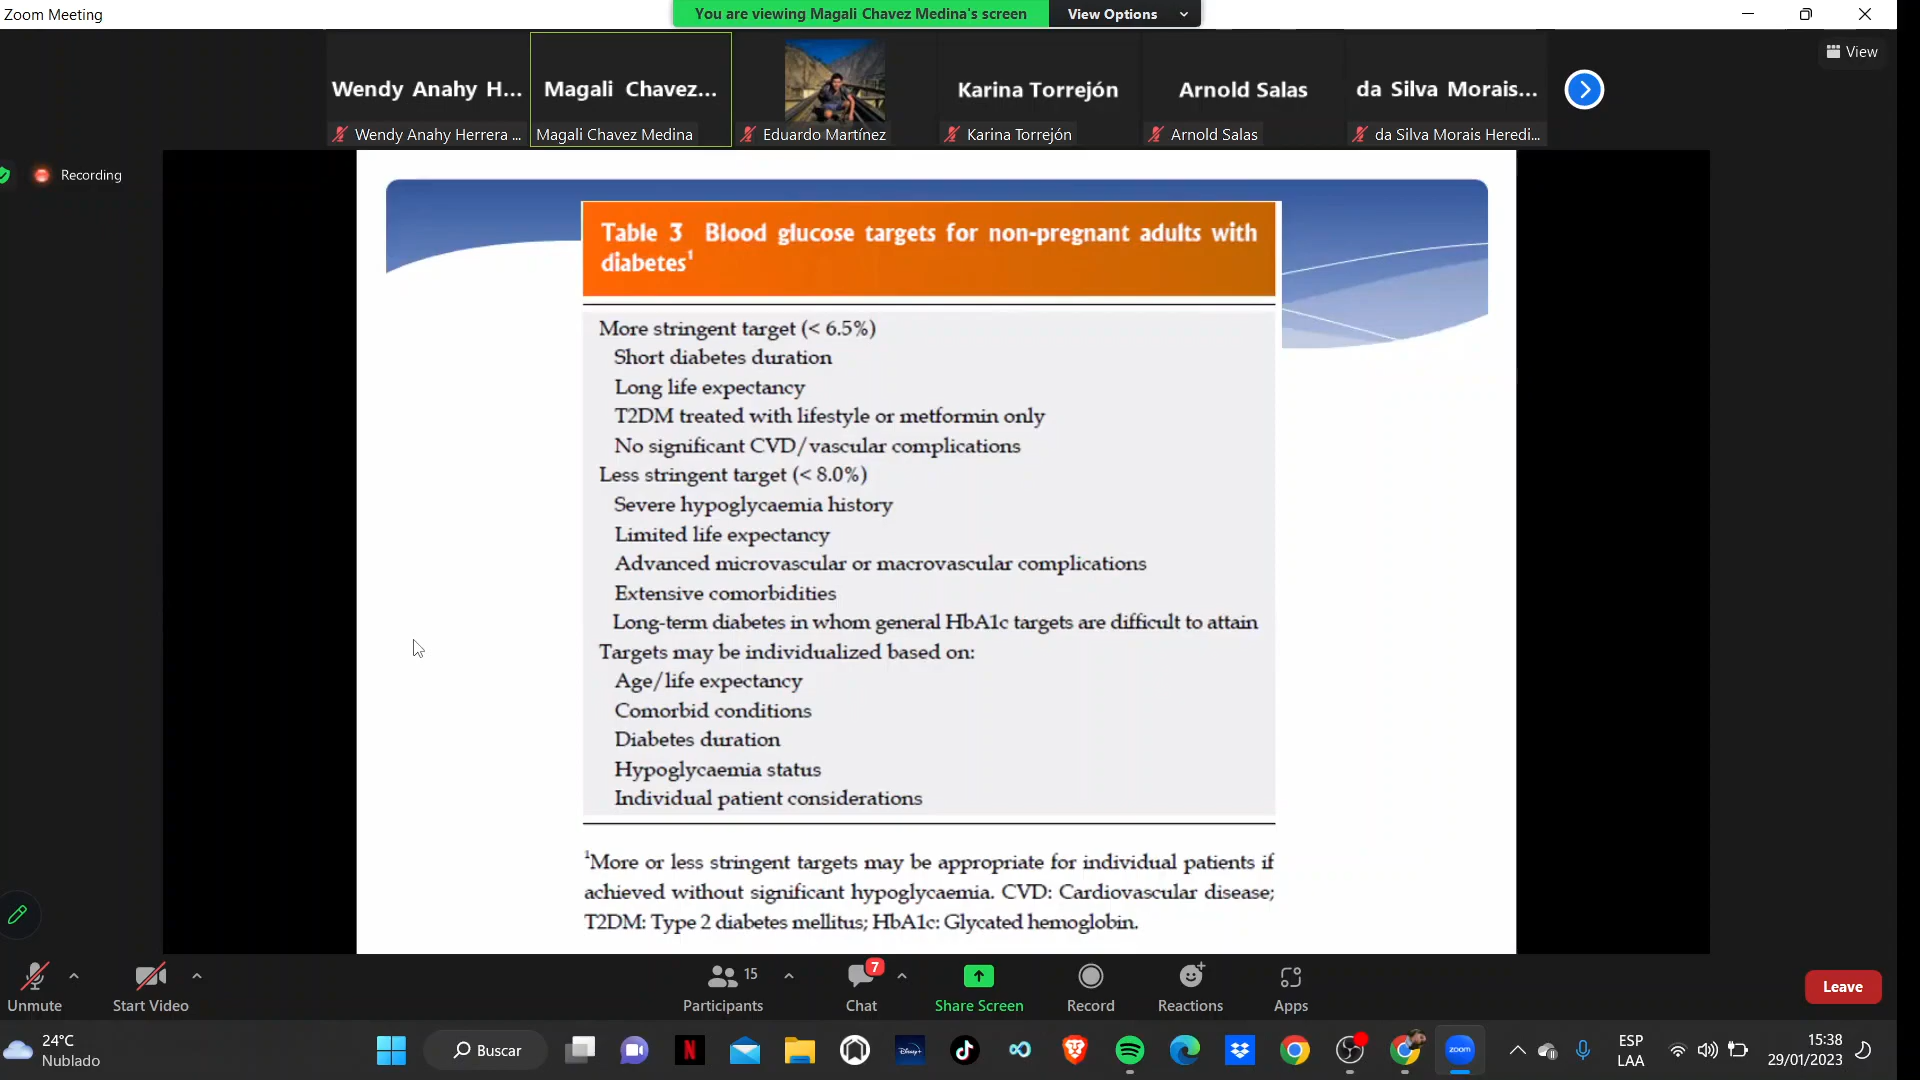 Zoom Meeting
You are viewing Magali Chavez Medina's screen
View Options
View
Wendy Anahy H...
Magali Chavez...
Karina Torrejón
Arnold Salas
da Silva Morais...
Wendy Anahy Herrera ...
Magali Chavez Medina
Eduardo Martínez
Karina Torrejón
Arnold Salas
da Silva Morais Heredi...
Recording
Table 3 Blood glucose targets for non-pregnant adults with
diabetes¹
More stringent target (< 6.5%)
Short diabetes duration
Long life expectancy
T2DM treated with lifestyle or metformin only
No significant CVD/vascular complications
Less stringent target (< 8.0%)
Severe hypoglycaemia history
Limited life expectancy
Advanced microvascular or macrovascular complications
Extensive comorbidities
Long-term diabetes in whom general HbA1c targets are difficult to attain
Targets may be individualized based on:
Age/life expectancy
Comorbid conditions
Diabetes duration
Hypoglycaemia status
Individual patient considerations
¹More or less stringent targets may be appropriate for individual patients if
achieved without significant hypoglycaemia. CVD: Cardiovascular disease;
T2DM: Type 2 diabetes mellitus; HbA1c: Glycated hemoglobin.
Unmute
Start Video
15
Participants
7
Chat
Share Screen
Record
Reactions
Apps
Leave
24°C
Nublado
Buscar
N
Disney+
zoom
ESP
LAA
15:38
29/01/2023